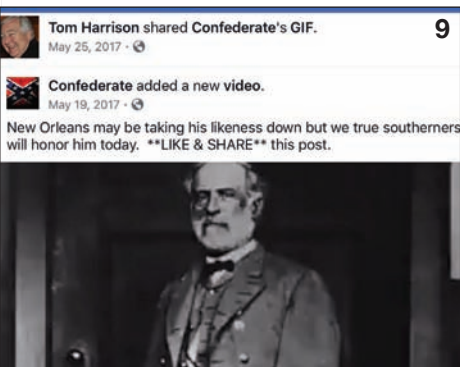 Tom Harrison shared Confederate's GIF.
9
May 25, 2017 ·
Confederate added a new video.
May 19, 2017 ·
New Orleans may be taking his likeness down but we true southerners
will honor him today. **LIKE & SHARE** this post.